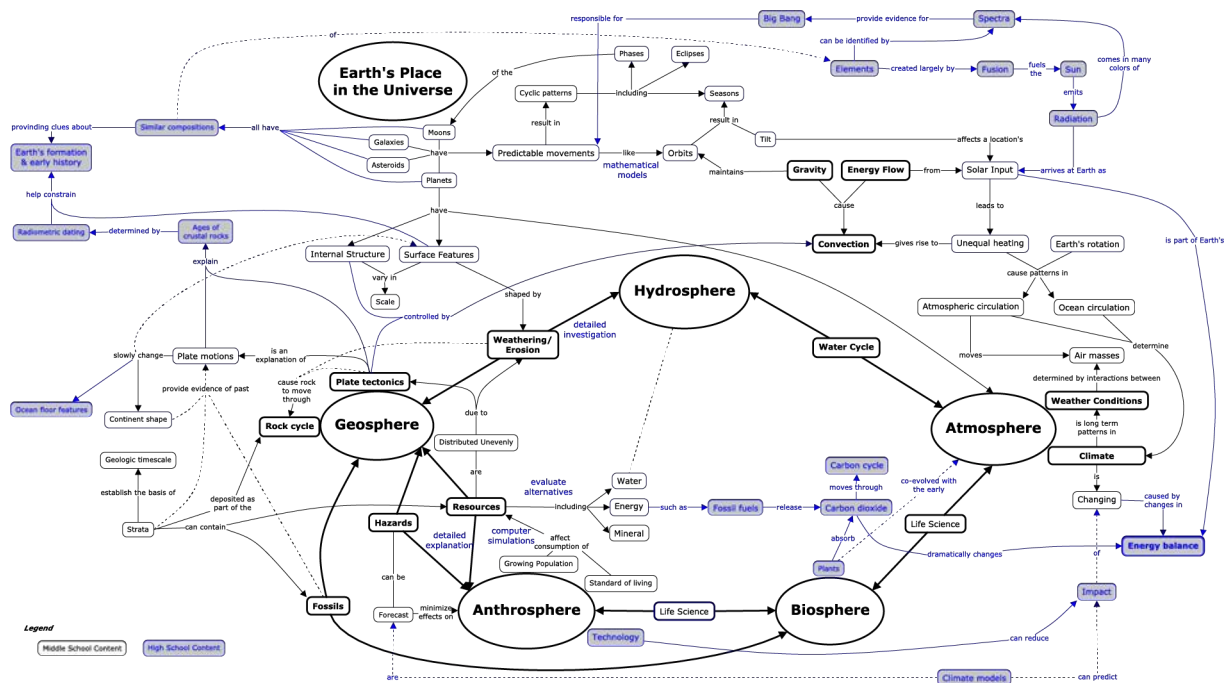 responsible for
Big Bang
provide evidence for
Spectra
of
can be identified by
Phases
Eclipses
Earth's Place
in the Universe
Elements
created largely by
Fusion
fuels
the
Sun
comes in many
colors of
of the
Cyclic patterns
including
Seasons
emits
provinding clues about
Similar compositions
all have
Moons
result in
result in
Radiation
Galaxies
Tilt
affects a location's
Earth's formation
& early history
Asteroids
have
Predictable movements
like
Orbits
mathematical
models
maintains
Gravity
Energy Flow
from
Solar Input
arrives at Earth as
Planets
help constrain
cause
leads to
have
Radiometric dating
determined by
Ages of
crustal rocks
Internal Structure
Surface Features
Convection
gives rise to
Unequal heating
Earth's rotation
is part of Earth's
explain
vary in
cause patterns in
Scale
shaped by
Hydrosphere
Atmospheric circulation
Ocean circulation
controlled by
detailed
investigation
Weathering/
Erosion
Water Cycle
determine
slowly change
Plate motions
is an
explanation of
moves
Air masses
provide evidence of past
cause rock
to move
through
Plate tectonics
determined by interactions between
Weather Conditions
Ocean floor features
Continent shape
Rock cycle
Geosphere
due to
Atmosphere
is long term
patterns in
Distributed Unevenly
Geologic timescale
Climate
Carbon cycle
co-evolved with
the early
are
is
establish the basis of
evaluate
alternatives
Water
moves through
deposited as
part of the
Resources
including
Energy
such as
Fossil fuels
release
Carbon dioxide
Changing
caused by
changes in
Strata
can contain
Hazards
Life Science
detailed
explanation
computer
simulations
Mineral
affect
consumption of
absorb
dramatically changes
of
Energy balance
Growing Population
Plants
can be
Standard of living
Impact
Fossils
Forecast
minimize
effects on
Anthrosphere
Life Science
Biosphere
Legend
Technology
can reduce
Middle School Content
High School Content
are
Climate models
can predict